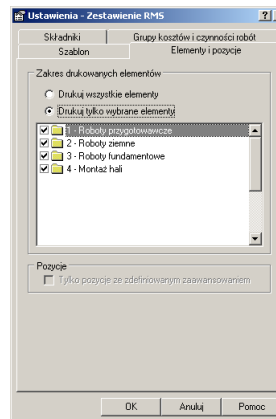 Ustawienia - Zestawienie RMS
Składniki
Grupy kosztów i czynności robót
Szablon
Elementy i pozycje
Zakres drukowanych elementów
Drukuj wszystkie elementy
Drukuj tylko wybrane elementy
1 - Roboty przygotowawcze
2 - Roboty ziemne
3 - Roboty fundamentowe
4 - Montaż hali
Pozycje
Tylko pozycje ze zdefiniowanym zaawansowaniem
OK
Anuluj
Pomoc